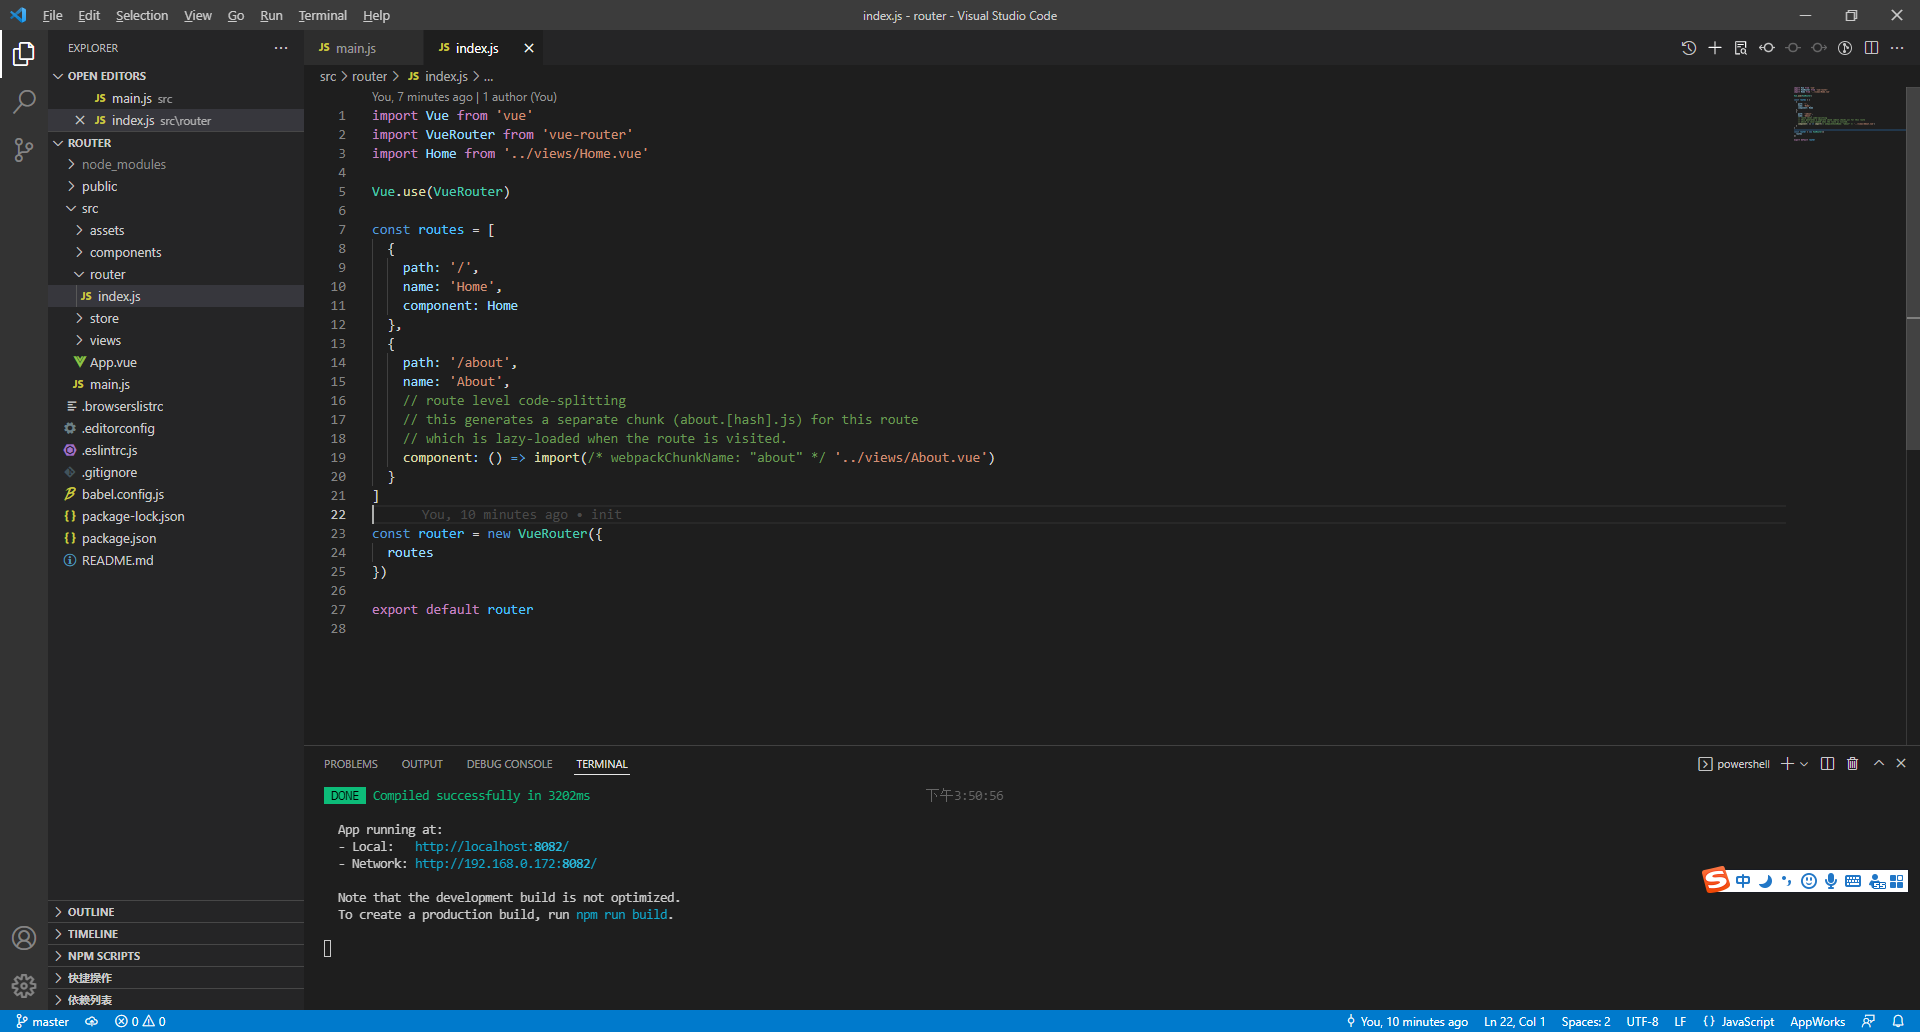 File Edit Selection View Go Run Terminal Help
index.js - router - Visual Studio Code
EXPLORER
OPEN EDITORS
JS main.js src
JS index.js src\router
ROUTER
node_modules
public
src
assets
components
router
JS index.js
store
views
App.vue
JS main.js
.browserslistrc
.editorconfig
.eslintrc.js
.gitignore
babel.config.js
{} package-lock.json
{} package.json
README.md
OUTLINE
TIMELINE
NPM SCRIPTS
快捷操作
依赖列表
JS main.js
JS index.js
src > router > JS index.js > ...
You, 7 minutes ago | 1 author (You)
1 import Vue from 'vue'
2 import VueRouter from 'vue-router'
3 import Home from '../views/Home.vue'
4
5 Vue.use(VueRouter)
6
7 const routes = [
8 {
9 path: '/',
10 name: 'Home',
11 component: Home
12 },
13 {
14 path: '/about',
15 name: 'About',
16 // route level code-splitting
17 // this generates a separate chunk (about.[hash].js) for this route
18 // which is lazy-loaded when the route is visited.
19 component: () => import(/* webpackChunkName: "about" */ '../views/About.vue')
20 }
21 ]
22 You, 10 minutes ago • init
23 const router = new VueRouter({
24 routes
25 })
26
27 export default router
28
PROBLEMS OUTPUT DEBUG CONSOLE TERMINAL
powershell
DONE Compiled successfully in 3202ms 下午3:50:56
App running at:
- Local: http://localhost:8082/
- Network: http://192.168.0.172:8082/
Note that the development build is not optimized.
To create a production build, run npm run build.
S 中
master 0 0
You, 10 minutes ago Ln 22, Col 1 Spaces: 2 UTF-8 LF {} JavaScript AppWorks